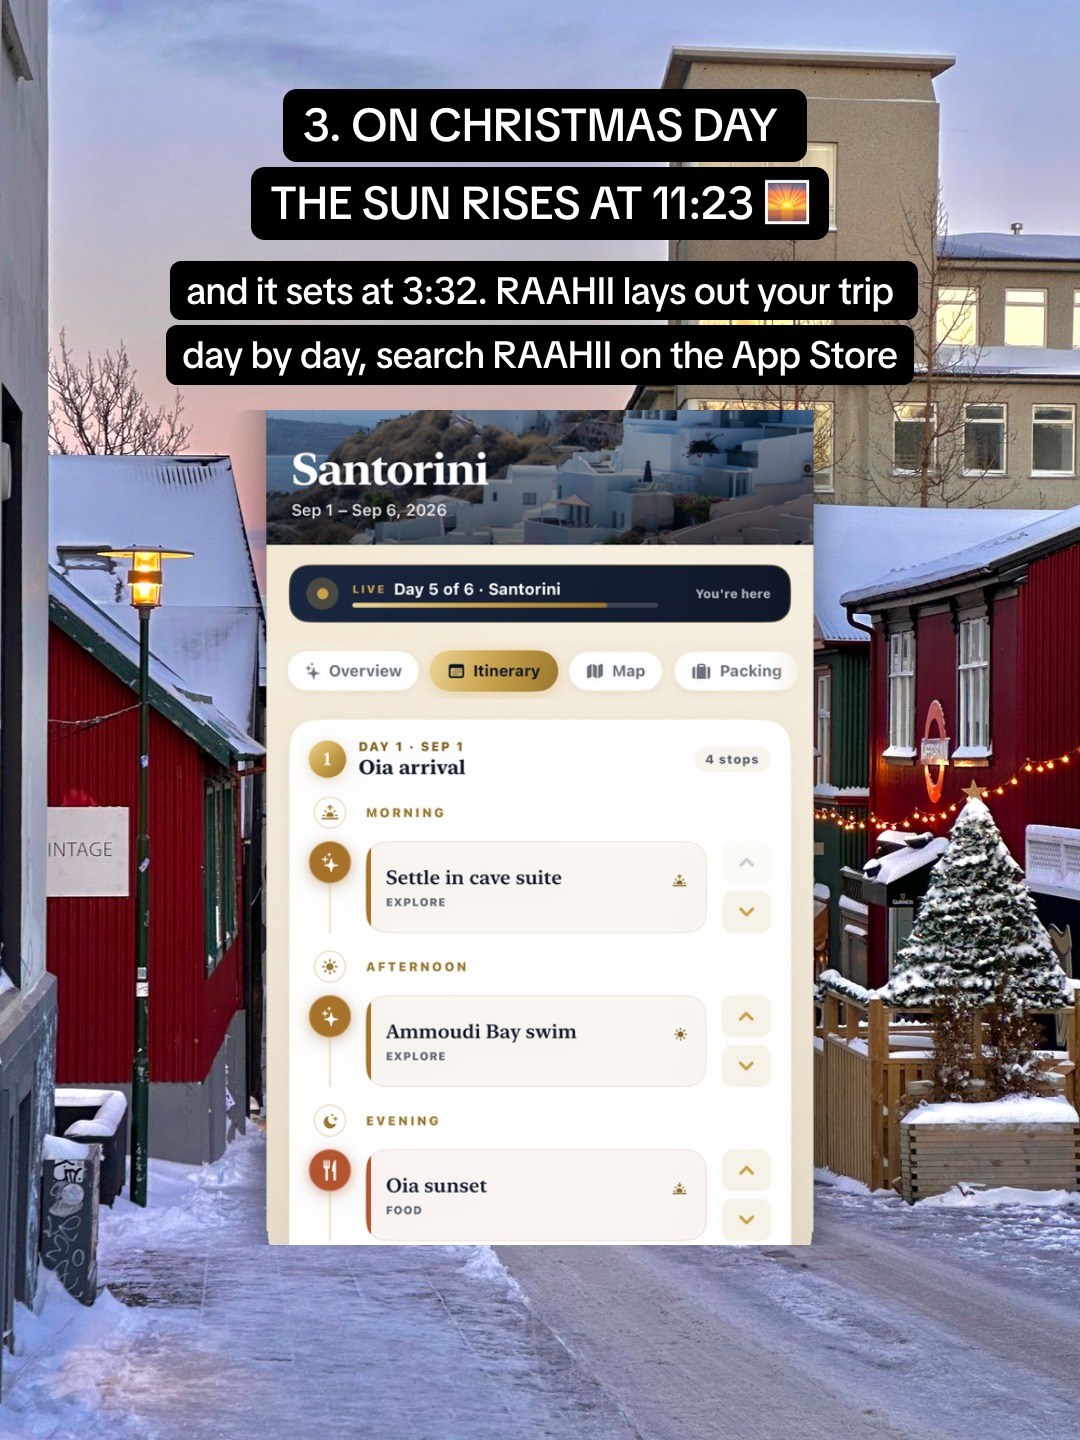 3. ON CHRISTMAS DAY
THE SUN RISES AT 11:23 🌅
and it sets at 3:32. RAAHII lays out your trip
day by day, search RAAHII on the App Store
Santorini
Sep 1 – Sep 6, 2026
LIVE Day 5 of 6 · Santorini You're here
Overview Itinerary Map Packing
1 DAY 1 · SEP 1
Oia arrival 4 stops
MORNING
Settle in cave suite
EXPLORE
AFTERNOON
Ammoudi Bay swim
EXPLORE
EVENING
Oia sunset
FOOD
INTAGE
GUINNESS